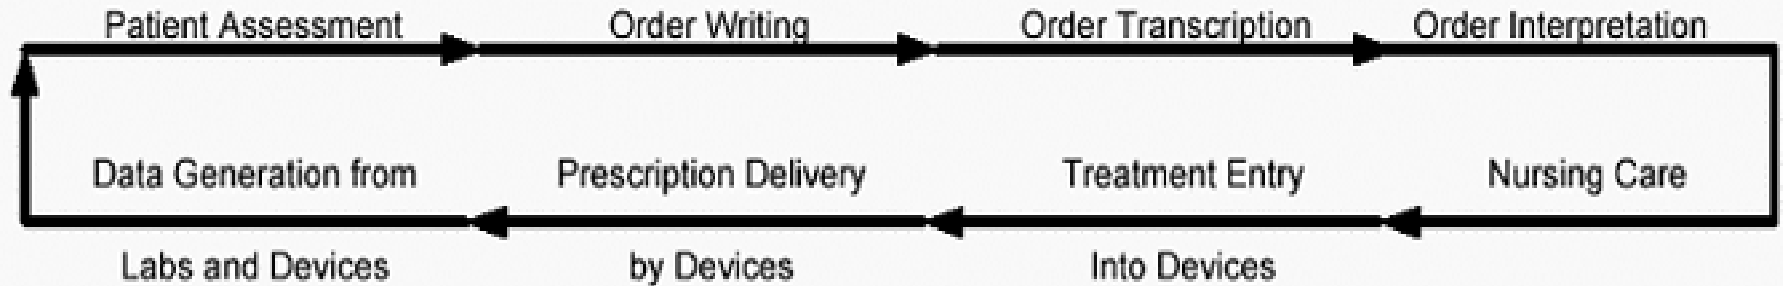 Patient Assessment
Order Writing
Order Transcription
Order Interpretation
Data Generation from
Labs and Devices
Prescription Delivery
by Devices
Treatment Entry
Into Devices
Nursing Care